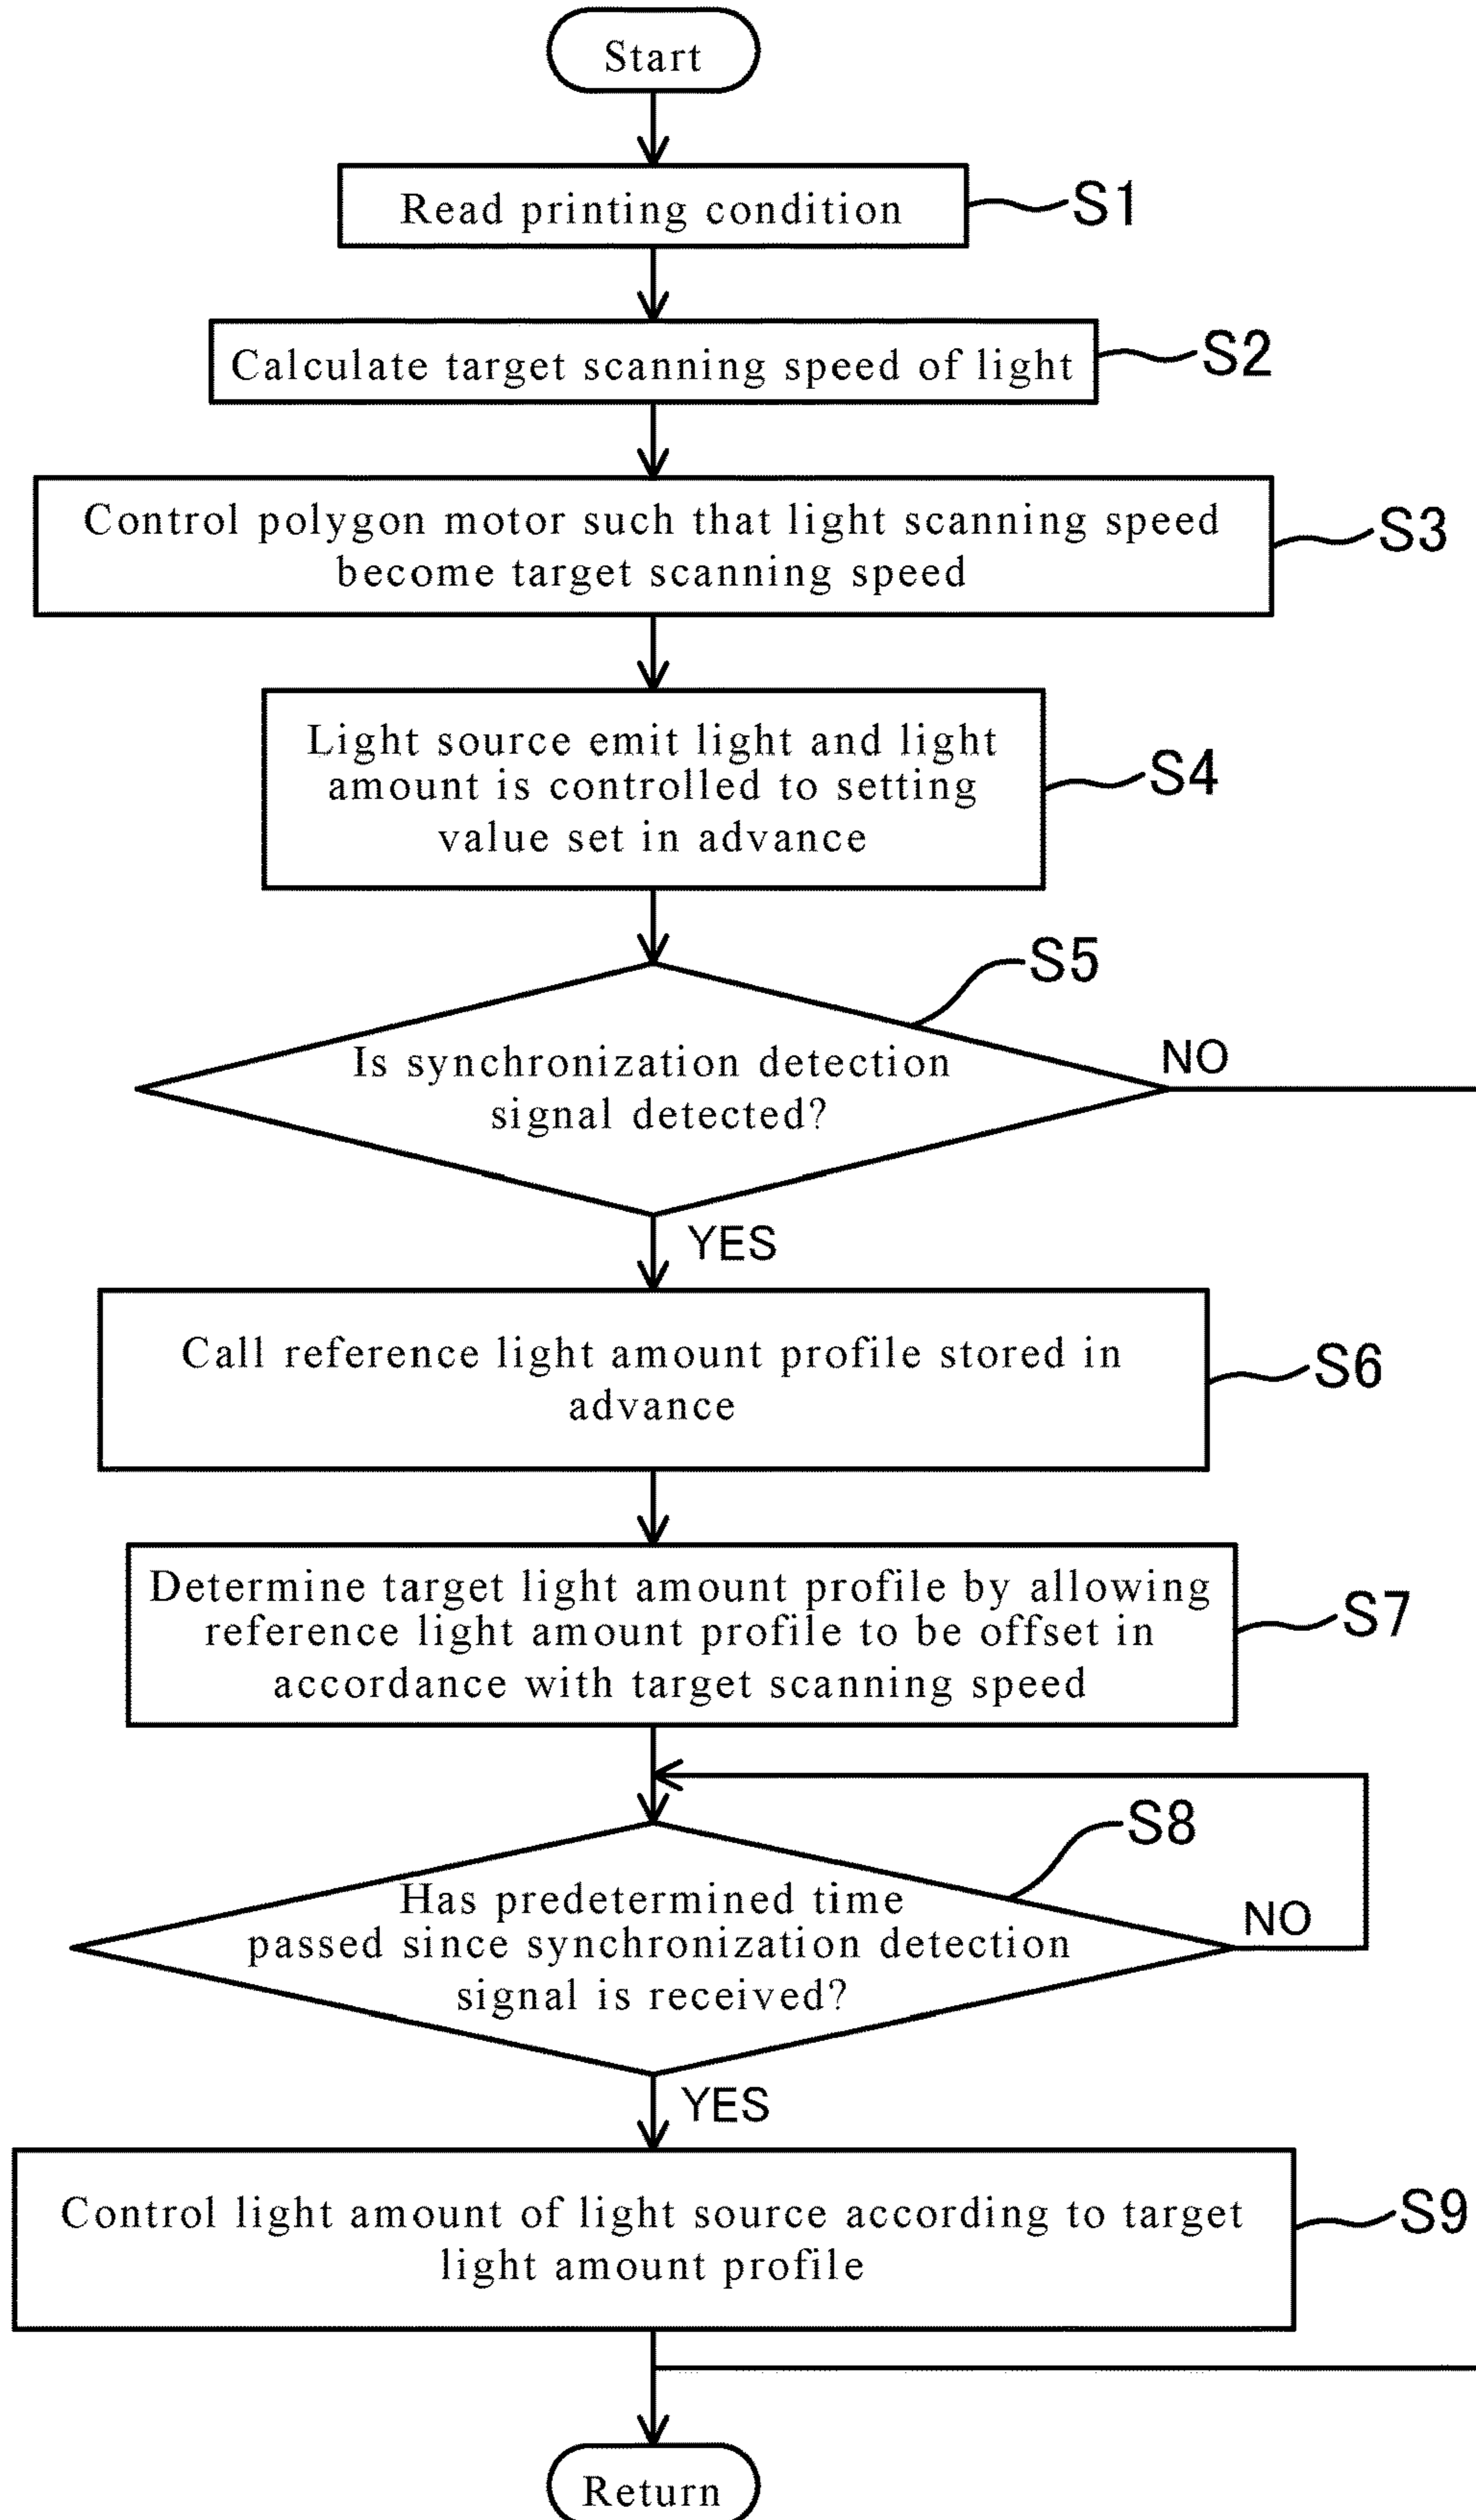 Start
Read printing condition
S1
Calculate target scanning speed of light
S2
Control polygon motor such that light scanning speed
become target scanning speed
S3
Light source emit light and light
amount is controlled to setting
value set in advance
S4
S5
Is synchronization detection
signal detected?
NO
YES
Call reference light amount profile stored in
advance
S6
Determine target light amount profile by allowing
reference light amount profile to be offset in
accordance with target scanning speed
S7
S8
Has predetermined time
passed since synchronization detection
signal is received?
NO
YES
Control light amount of light source according to target
light amount profile
S9
Return